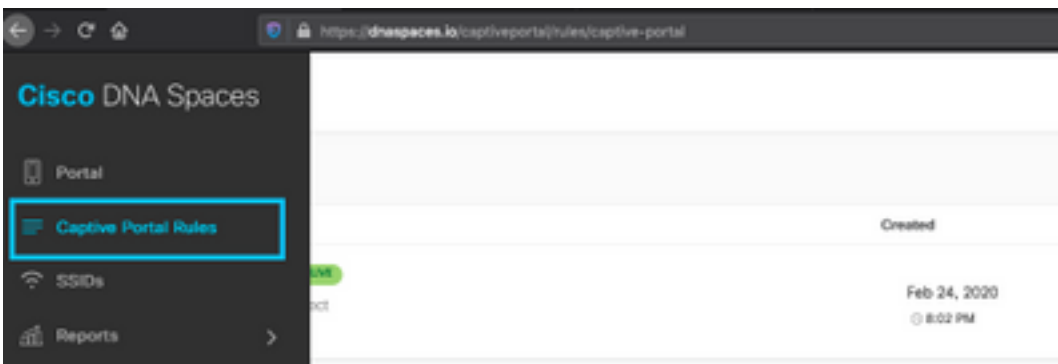 https://dnaspaces.io/captiveportal/rules/captive-portal
Cisco DNA Spaces
Portal
Captive Portal Rules
SSIDs
Reports
Created
LIVE
Feb 24, 2020
8:02 PM